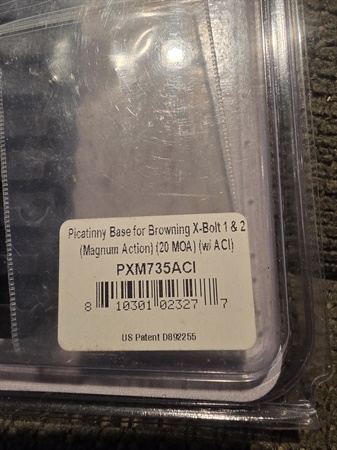 Picatinny Base for Browning X-Bolt 1 & 2
(Magnum Action) (20 MOA) (w/ ACI)
PXM735ACI
8 10301 02327 7
US Patent D892255